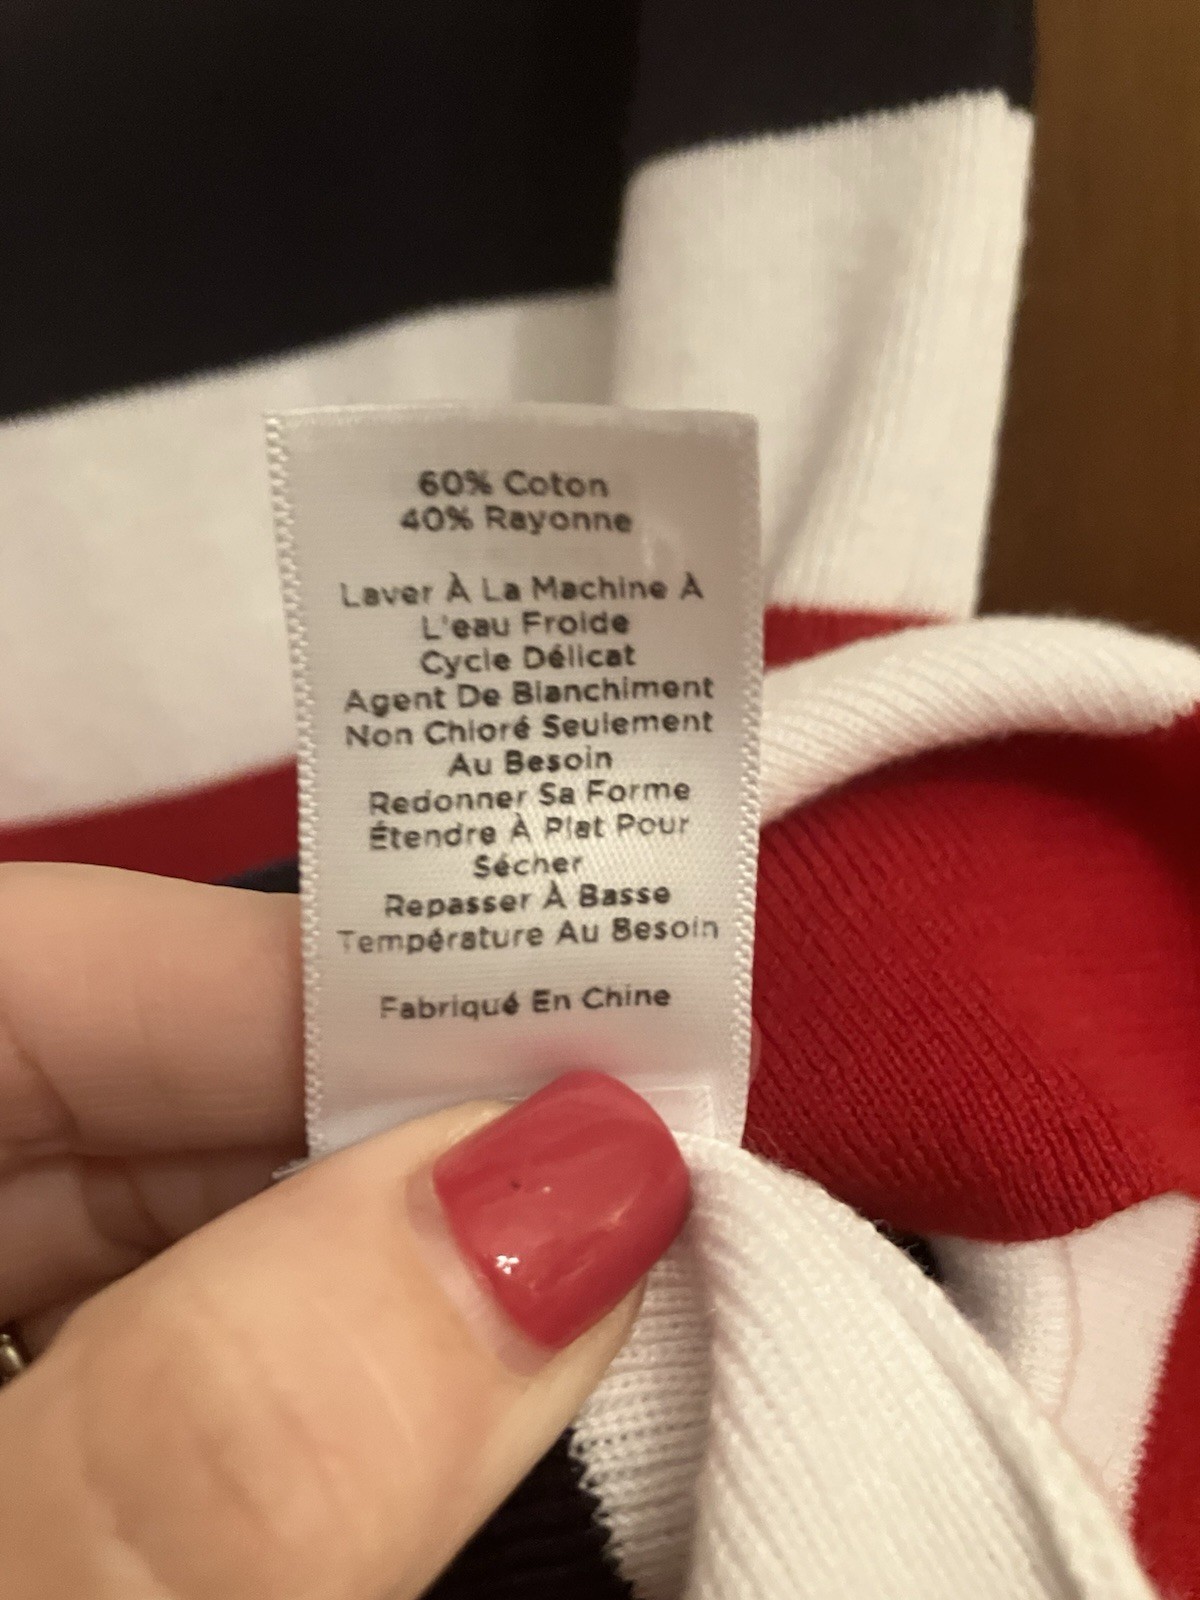 60% Coton
40% Rayonne
Laver À La Machine À
L'eau Froide
Cycle Délicat
Agent De Blanchiment
Non Chloré Seulement
Au Besoin
Redonner Sa Forme
Étendre À Plat Pour
Sécher
Repasser À Basse
Température Au Besoin
Fabriqué En Chine